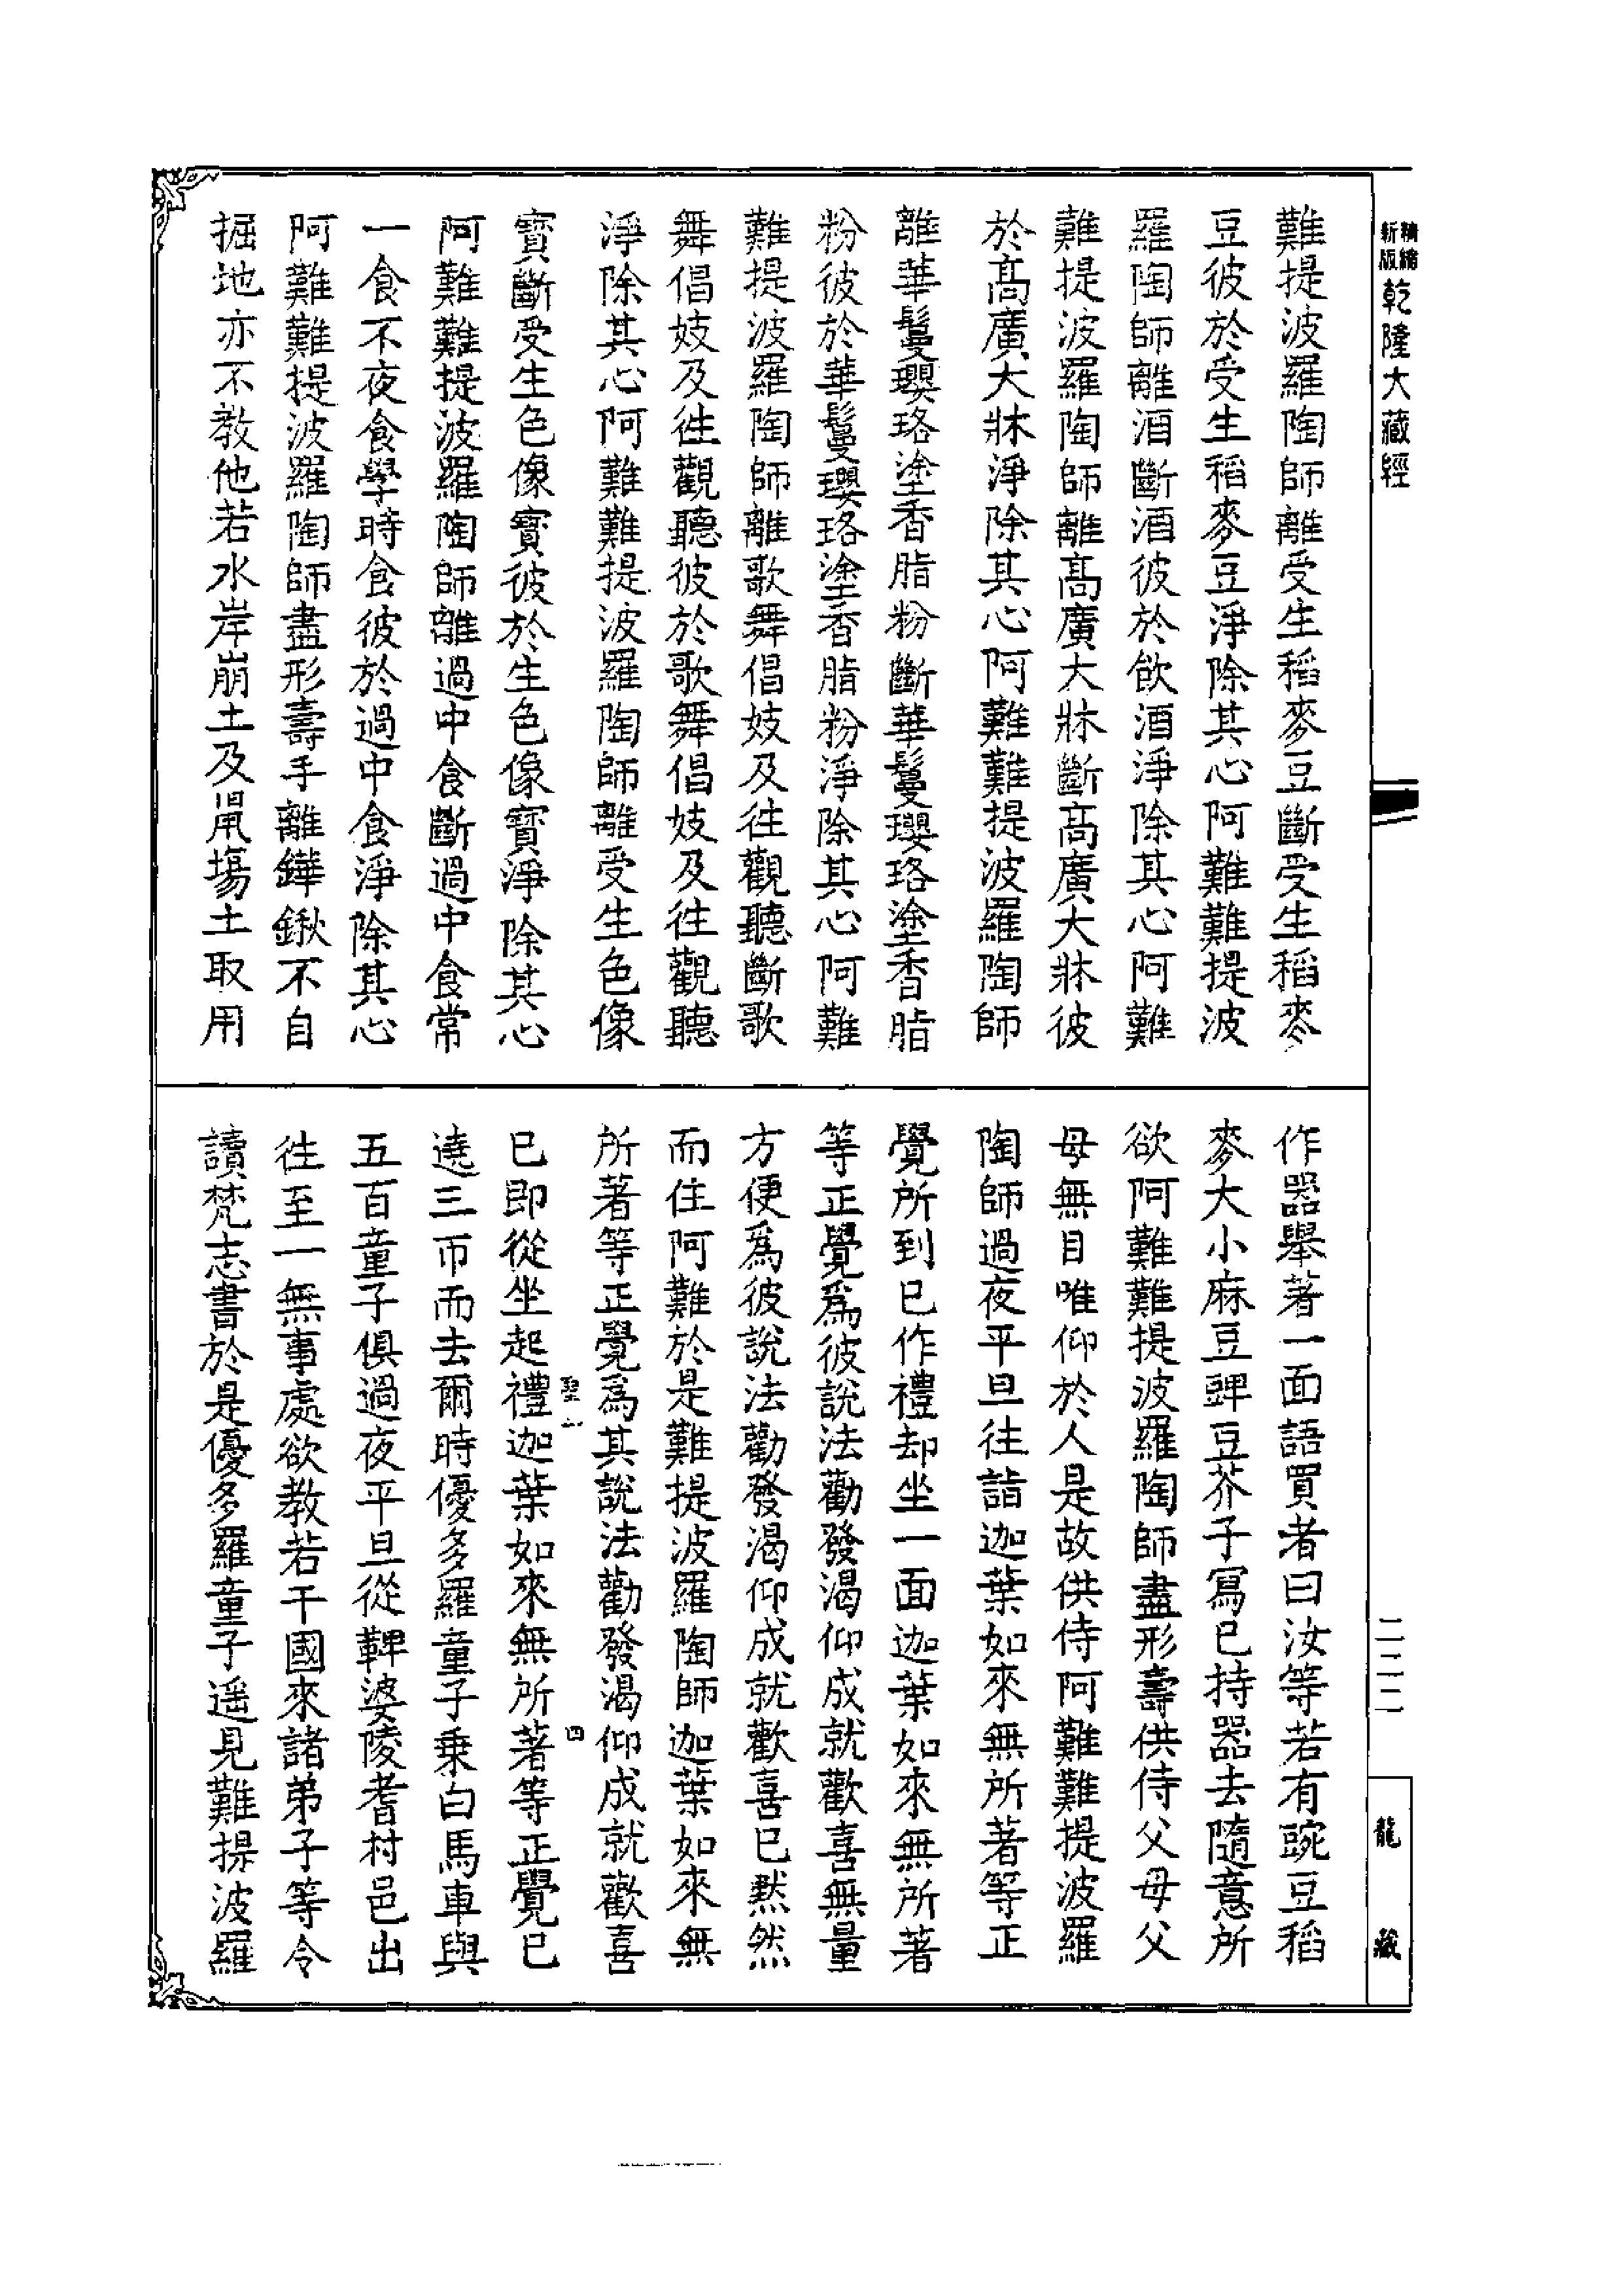 精縮
新版
乾隆大藏經
難提波羅陶師離受生稻麥豆斷受生稻麥
豆彼於受生稻麥豆淨除其心阿難難提波
羅陶師離酒斷酒彼於飲酒淨除其心阿難
難提波羅陶師離髙廣大牀斷髙廣大牀彼
於髙廣大牀淨除其心阿難難提波羅陶師
離華鬘瓔珞塗香脂粉斷華鬘瓔珞塗香脂
粉彼於華鬘瓔珞塗香脂粉淨除其心阿難
難提波羅陶師離歌舞倡妓及往觀聽斷歌
舞倡妓及往觀聽彼於歌舞倡妓及往觀聽
淨除其心阿難難提波羅陶師離受生色像
寶斷受生色像寶彼於生色像寶淨除其心
阿難難提波羅陶師離過中食斷過中食常
一食不夜食學時食彼於過中食淨除其心
阿難難提波羅陶師盡形壽手離鏵鍬不自
掘地亦不教他若水岸崩土及鼠塲土取用
作器舉著一面語買者曰汝等若有豌豆稻
麥大小麻豆豍豆芥子寫已持器去隨意所
欲阿難難提波羅陶師盡形壽供侍父母父
母無目唯仰於人是故供侍阿難難提波羅
陶師過夜平旦往詣迦葉如來無所著等正
覺所到已作禮却坐一面迦葉如來無所著
等正覺爲彼說法勸發渴仰成就歡喜無量
方便爲彼說法勸發渴仰成就歡喜已黙然
而住阿難於是難提波羅陶師迦葉如來無
所著等正覺爲其說法勸發渴仰成就歡喜
已即從坐起禮迦葉如來無所著等正覺已
遶三帀而去爾時優多羅童子乗白馬車與
五百童子俱過夜平旦從鞞婆陵耆村邑出
往至一無事處欲教若干國來諸弟子等令
讀梵志書於是優多羅童子遥見難提波羅
四
二二二
龍藏